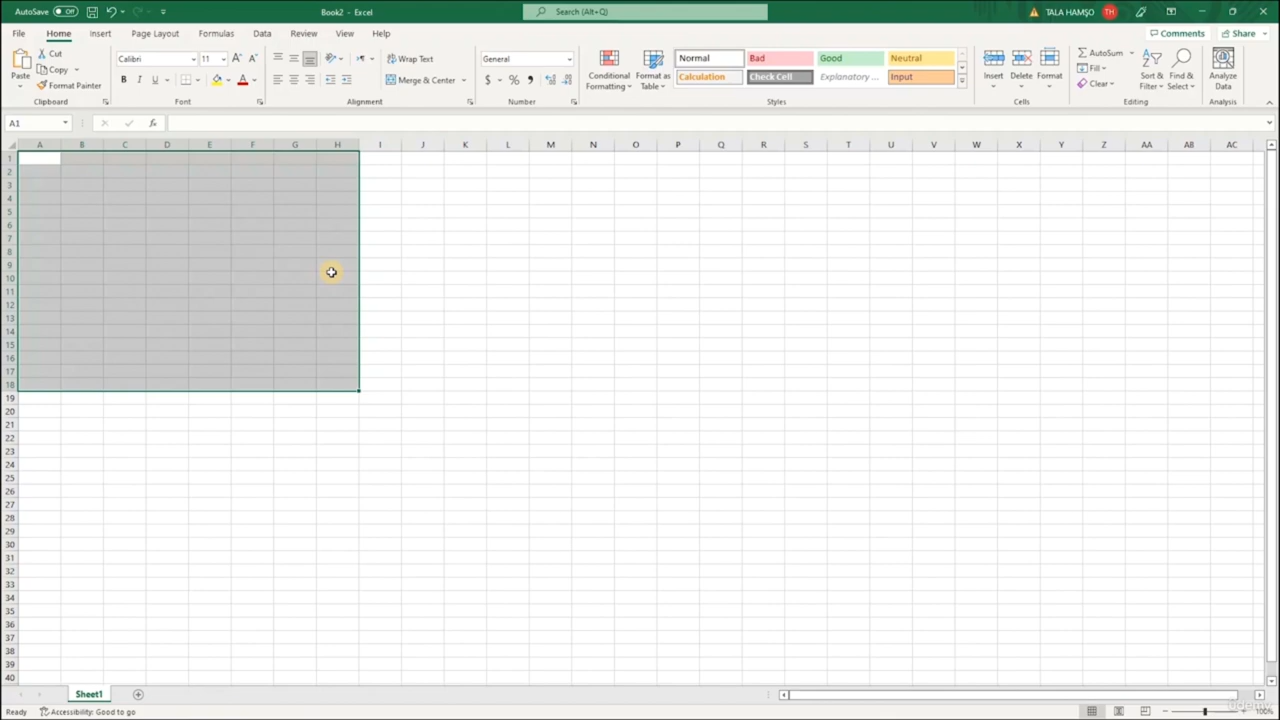 AutoSave Off Book2 - Excel Search (Alt+Q) TALA HAMŞO TH
File Home Insert Page Layout Formulas Data Review View Help Comments Share
Paste Cut Copy Format Painter Clipboard
Calibri 11 B I U A Font
Wrap Text Merge & Center Alignment
General $ % , Number
Conditional Formatting Format as Table Normal Bad Good Neutral
Calculation Check Cell Explanatory ... Input Styles
Insert Delete Format Cells
AutoSum Fill Clear Sort & Filter Find & Select Editing
Analyze Data Analysis
A1 fx
A B C D E F G H I J K L M N O P Q R S T U V W X Y Z AA AB AC
1
2
3
4
5
6
7
8
9
10
11
12
13
14
15
16
17
18
19
20
21
22
23
24
25
26
27
28
29
30
31
32
33
34
35
36
37
38
39
40
Sheet1
Ready Accessibility: Good to go udemy 100%